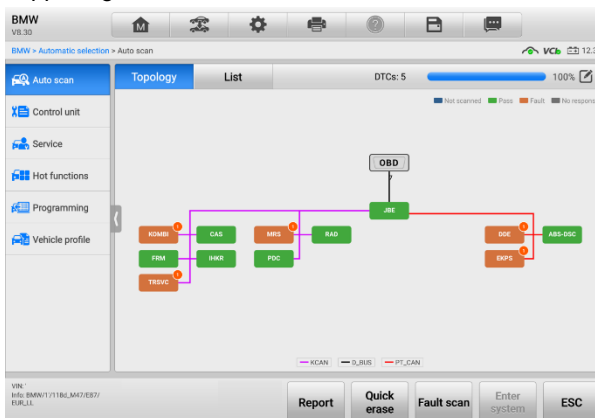 BMW
V8.30
BMW > Automatic selection > Auto scan
VCI
12.3
Auto scan
Control unit
Service
Hot functions
Programming
Vehicle profile
Topology
List
DTCs: 5
100%
Not scanned
Pass
Fault
No respons
OBD
JBE
KOMBI
CAS
MRS
RAD
DDE
ABS-DSC
FRM
IHKR
PDC
EKPS
TRSVC
KCAN
D_BUS
PT_CAN
VIN:
Info: BMW/1'/118d_M47/E87/
EUR_LL
Report
Quick
erase
Fault scan
Enter
system
ESC